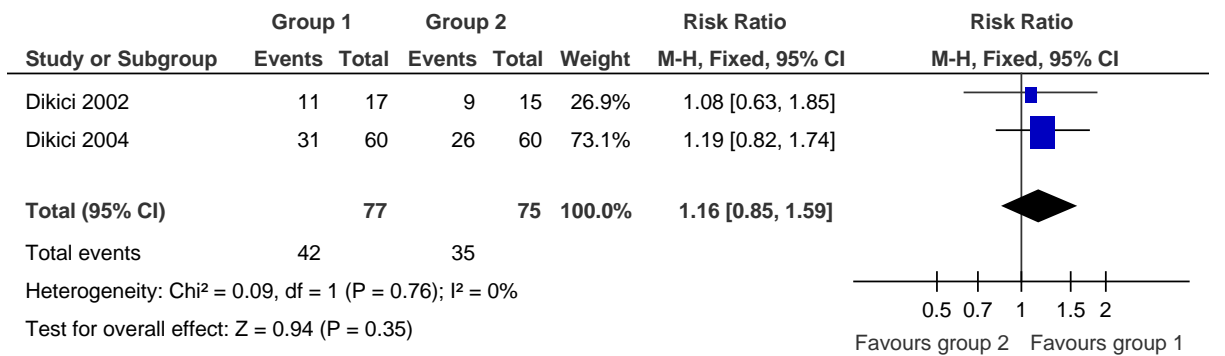 Group 1 Group 2 Risk Ratio Risk Ratio
Study or Subgroup Events Total Events Total Weight M-H, Fixed, 95% CI M-H, Fixed, 95% CI
Dikici 2002 11 17 9 15 26.9% 1.08 [0.63, 1.85]
Dikici 2004 31 60 26 60 73.1% 1.19 [0.82, 1.74]
Total (95% CI) 77 75 100.0% 1.16 [0.85, 1.59]
Total events 42 35
Heterogeneity: Chi² = 0.09, df = 1 (P = 0.76); I² = 0%
Test for overall effect: Z = 0.94 (P = 0.35)
0.5 0.7 1 1.5 2
Favours group 2 Favours group 1